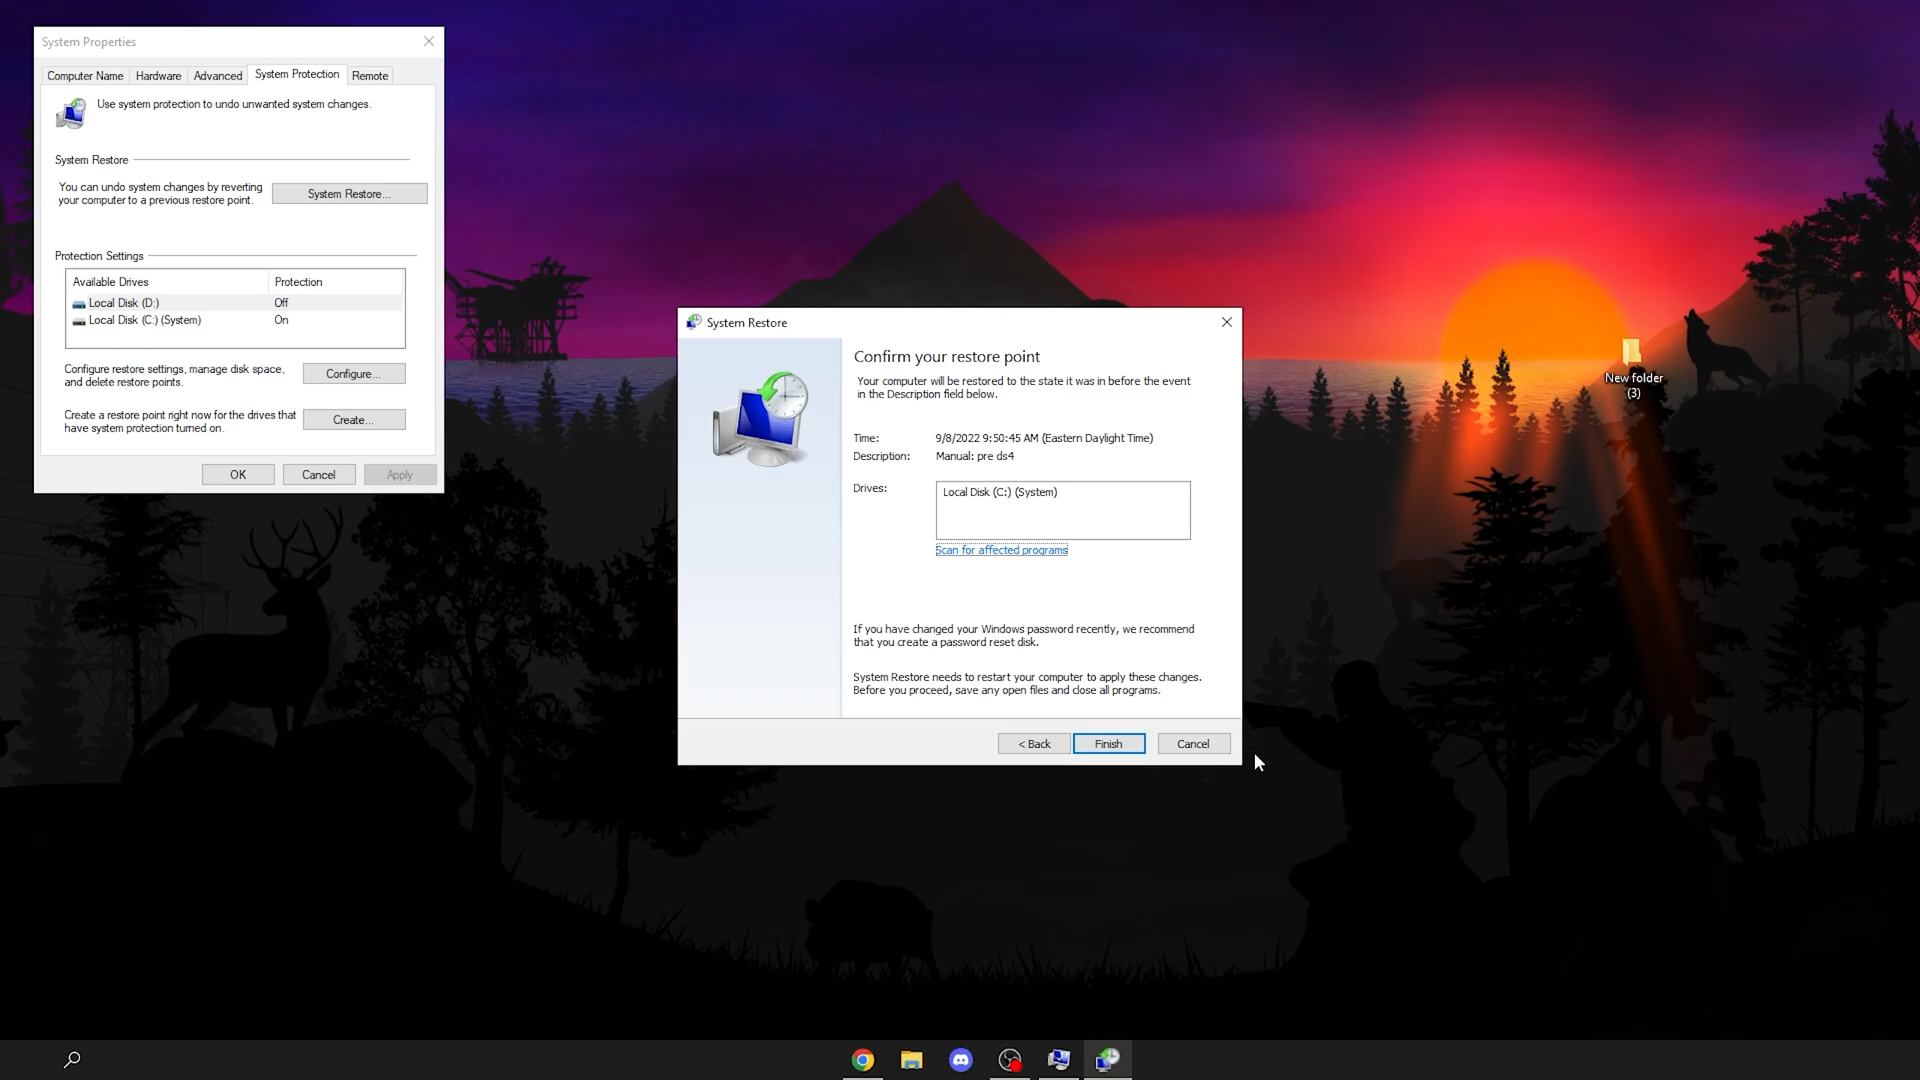 System Properties
Computer Name
Hardware
Advanced
System Protection
Remote
Use system protection to undo unwanted system changes.
System Restore
You can undo system changes by reverting
your computer to a previous restore point.
System Restore...
Protection Settings
Available Drives
Protection
Local Disk (D:)
Off
Local Disk (C:) (System)
On
Configure restore settings, manage disk space,
and delete restore points.
Configure...
Create a restore point right now for the drives that
have system protection turned on.
Create...
OK
Cancel
Apply
System Restore
Confirm your restore point
Your computer will be restored to the state it was in before the event
in the Description field below.
Time:
9/8/2022 9:50:45 AM (Eastern Daylight Time)
Description:
Manual: pre ds4
Drives:
Local Disk (C:) (System)
Scan for affected programs
If you have changed your Windows password recently, we recommend
that you create a password reset disk.
System Restore needs to restart your computer to apply these changes.
Before you proceed, save any open files and close all programs.
< Back
Finish
Cancel
New folder
(3)